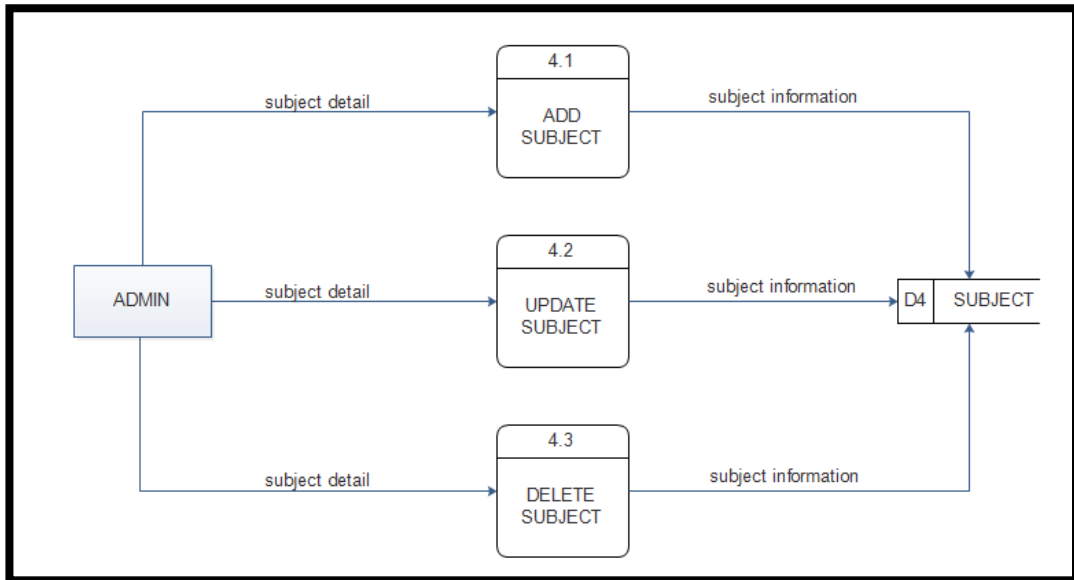 4.1
subject detail
ADD
SUBJECT
subject information
4.2
ADMIN
subject detail
UPDATE
SUBJECT
subject information
D4 SUBJECT
4.3
subject detail
DELETE
SUBJECT
subject information